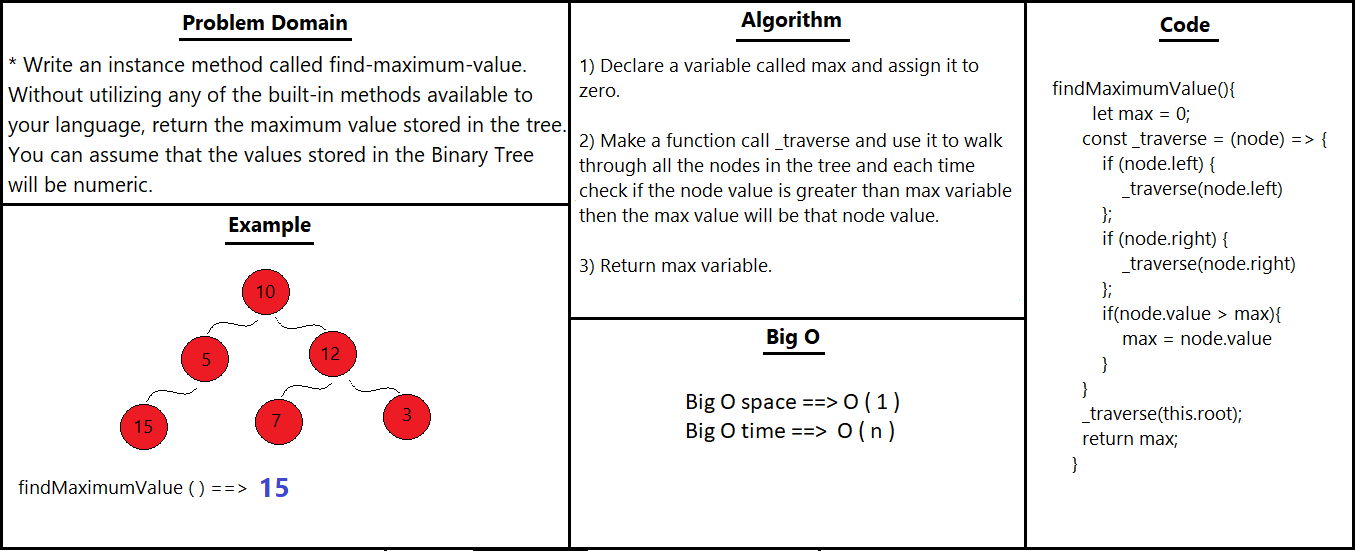 Problem Domain
* Write an instance method called find-maximum-value.
Without utilizing any of the built-in methods available to
your language, return the maximum value stored in the tree.
You can assume that the values stored in the Binary Tree
will be numeric.
Example
10
5
12
15
7
3
findMaximumValue ( ) ==> 15
Algorithm
1) Declare a variable called max and assign it to
zero.
2) Make a function call _traverse and use it to walk
through all the nodes in the tree and each time
check if the node value is greater than max variable
then the max value will be that node value.
3) Return max variable.
Big O
Big O space ==> O ( 1 )
Big O time ==> O ( n )
Code
findMaximumValue(){
let max = 0;
const _traverse = (node) => {
if (node.left) {
_traverse(node.left)
};
if (node.right) {
_traverse(node.right)
};
if(node.value > max){
max = node.value
}
}
_traverse(this.root);
return max;
}